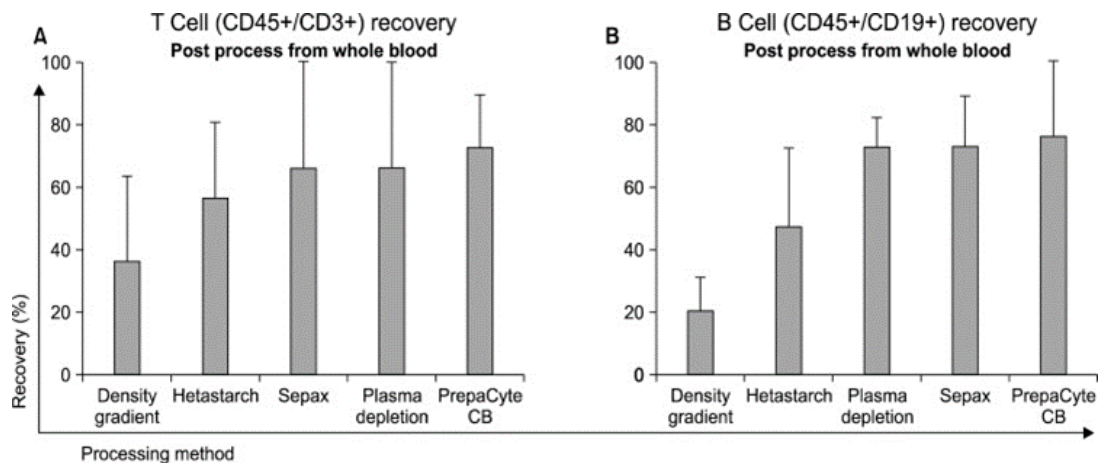 A
T Cell (CD45+/CD3+) recovery
Post process from whole blood
100
80
60
40
20
0
Recovery (%)
Density
gradient
Hetastarch
Sepax
Plasma
depletion
PrepaCyte
CB
B
B Cell (CD45+/CD19+) recovery
Post process from whole blood
100
80
60
40
20
0
Density
gradient
Hetastarch
Plasma
depletion
Sepax
PrepaCyte
CB
Processing method